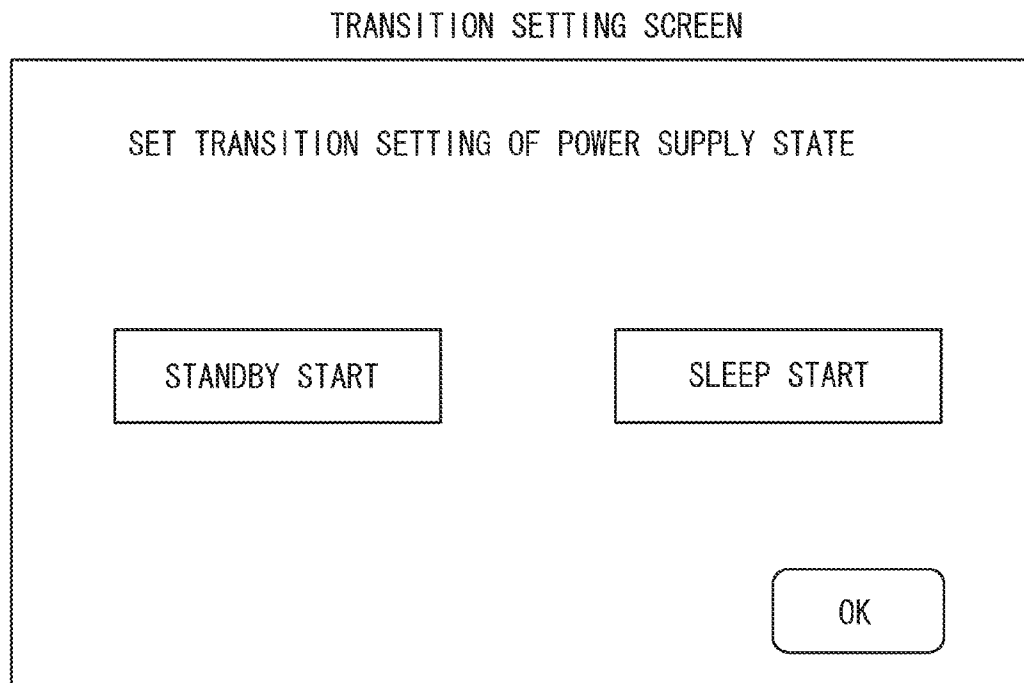 TRANSITION SETTING SCREEN
SET TRANSITION SETTING OF POWER SUPPLY STATE
STANDBY START
SLEEP START
OK